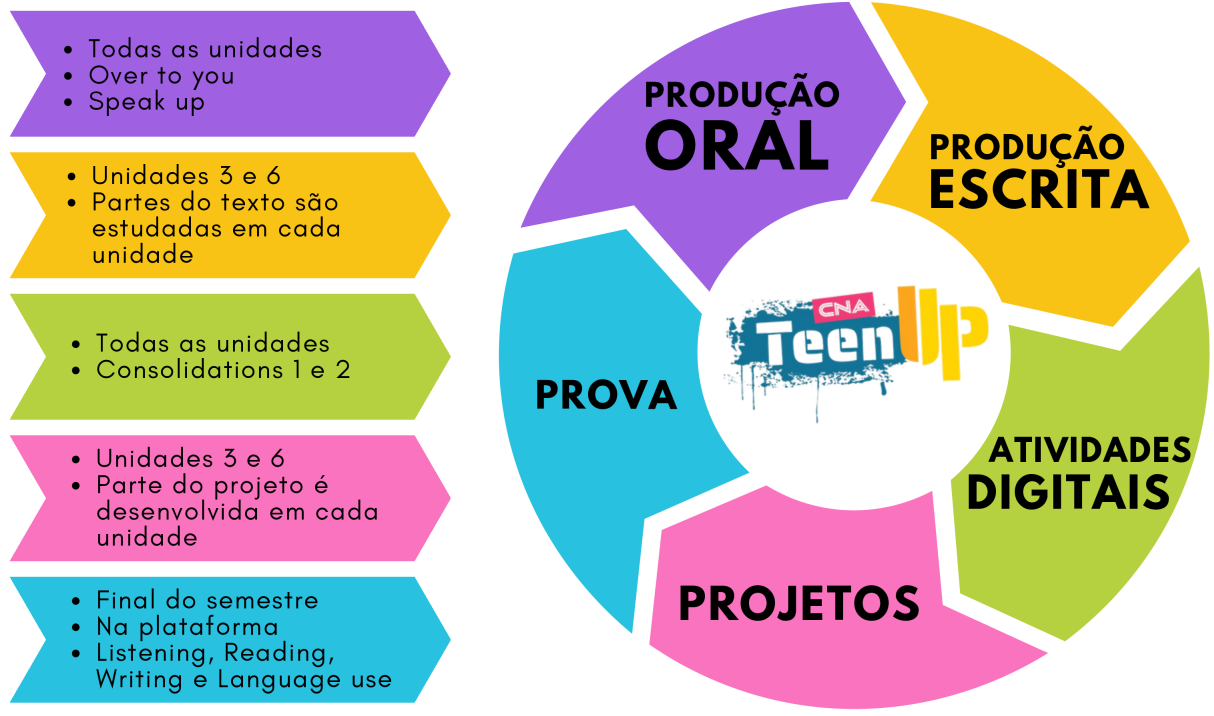 • Todas as unidades
• Over to you
• Speak up
• Unidades 3 e 6
• Partes do texto são
estudadas em cada
unidade
• Todas as unidades
• Consolidations 1 e 2
• Unidades 3 e 6
• Parte do projeto é
desenvolvida em cada
unidade
• Final do semestre
• Na plataforma
• Listening, Reading,
Writing e Language use
PRODUÇÃO
ORAL
PRODUÇÃO
ESCRITA
ATIVIDADES
DIGITAIS
PROJETOS
PROVA
CNA
Teen Up